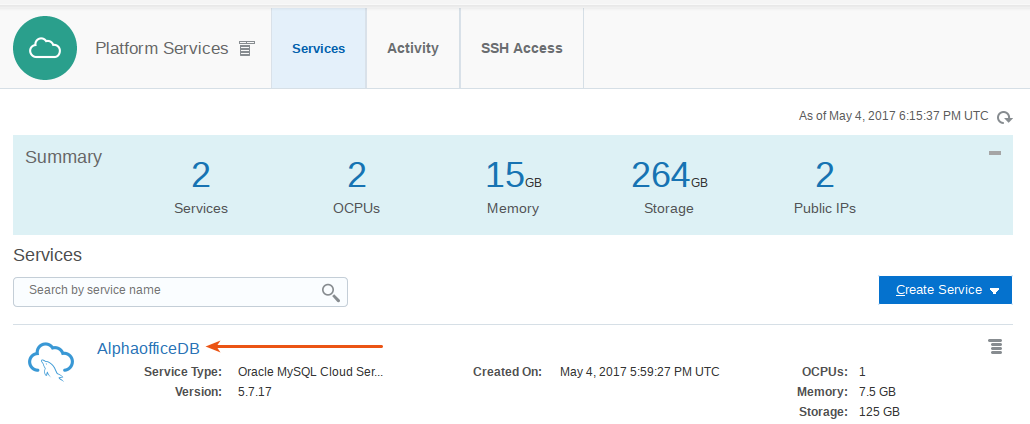 Platform Services Services Activity SSH Access
As of May 4, 2017 6:15:37 PM UTC
Summary
2 2 15GB 264GB 2
Services OCPUs Memory Storage Public IPs
Services
Search by service name
Create Service
AlphaofficeDB
Service Type: Oracle MySQL Cloud Ser... Created On: May 4, 2017 5:59:27 PM UTC OCPUs: 1
Version: 5.7.17 Memory: 7.5 GB
Storage: 125 GB